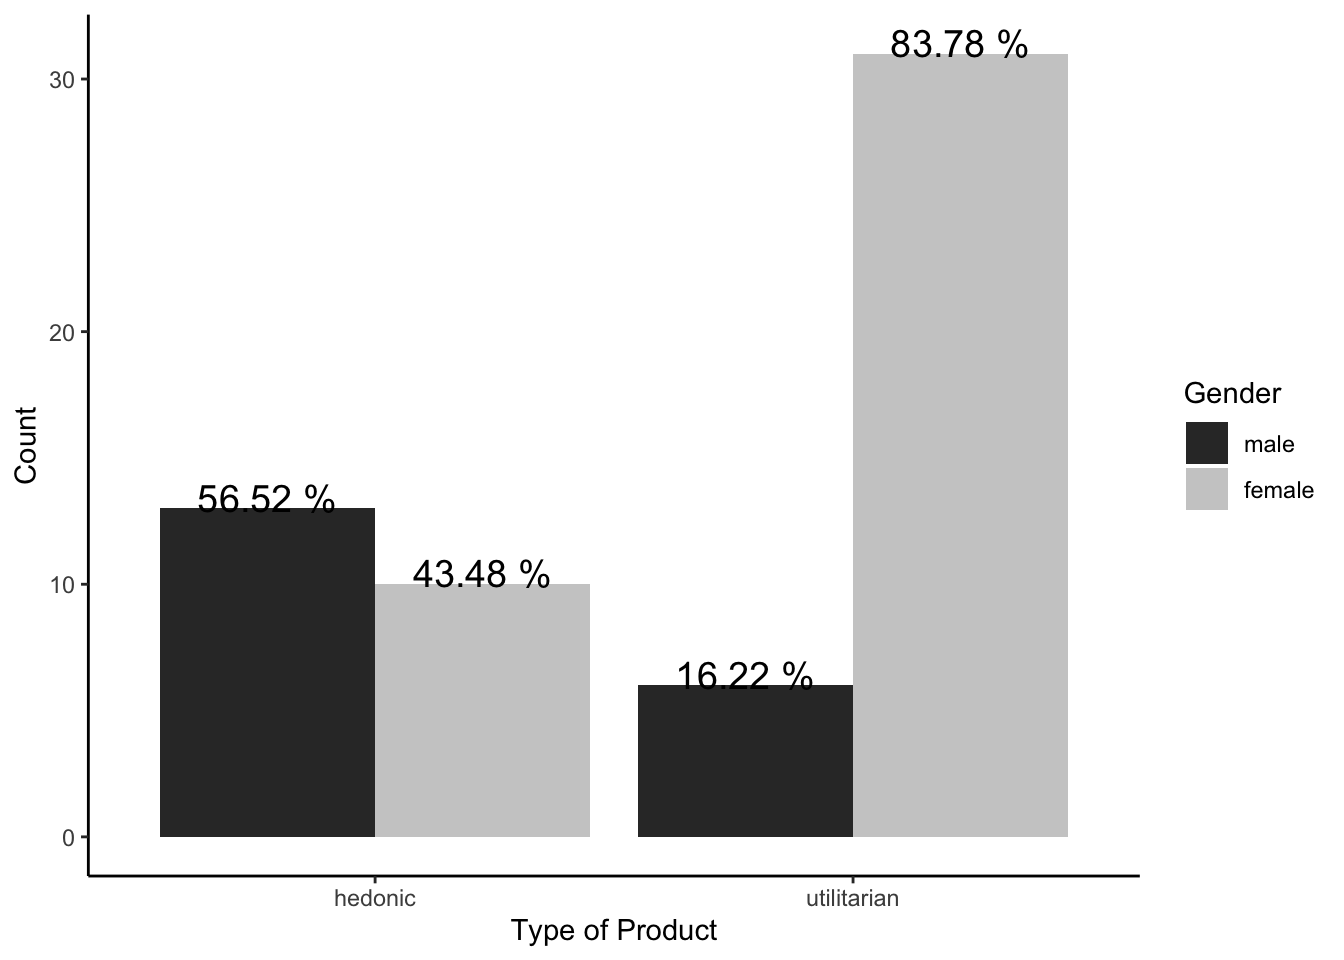 83.78 %
30
20
56.52 %
43.48 %
10
16.22 %
0
Count
hedonic
utilitarian
Type of Product
Gender
male
female